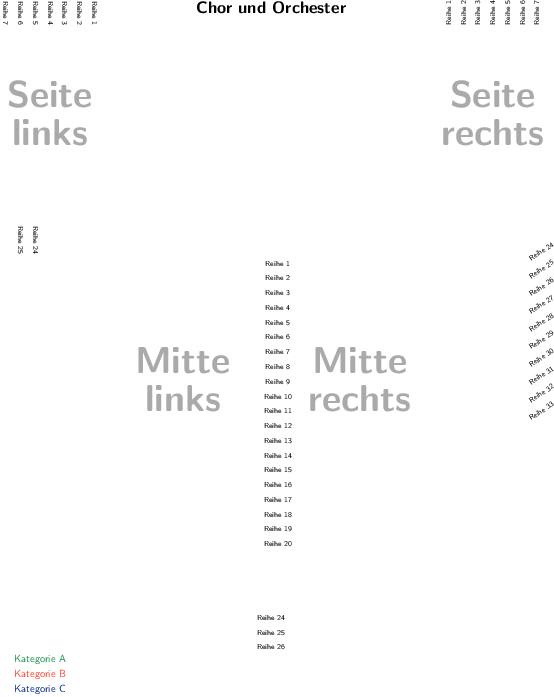 Chor und Orchester
Reihe 7
Reihe 6
Reihe 5
Reihe 4
Reihe 3
Reihe 2
Reihe 1
Reihe 1
Reihe 2
Reihe 3
Reihe 4
Reihe 5
Reihe 6
Reihe 7
Seite
links
Seite
rechts
Reihe 25
Reihe 24
Reihe 24
Reihe 25
Reihe 26
Reihe 27
Reihe 28
Reihe 29
Reihe 30
Reihe 31
Reihe 32
Reihe 33
Reihe 1
Reihe 2
Reihe 3
Reihe 4
Reihe 5
Reihe 6
Reihe 7
Reihe 8
Reihe 9
Reihe 10
Reihe 11
Reihe 12
Reihe 13
Reihe 14
Reihe 15
Reihe 16
Reihe 17
Reihe 18
Reihe 19
Reihe 20
Mitte
links
Mitte
rechts
Reihe 24
Reihe 25
Reihe 26
Kategorie A
Kategorie B
Kategorie C